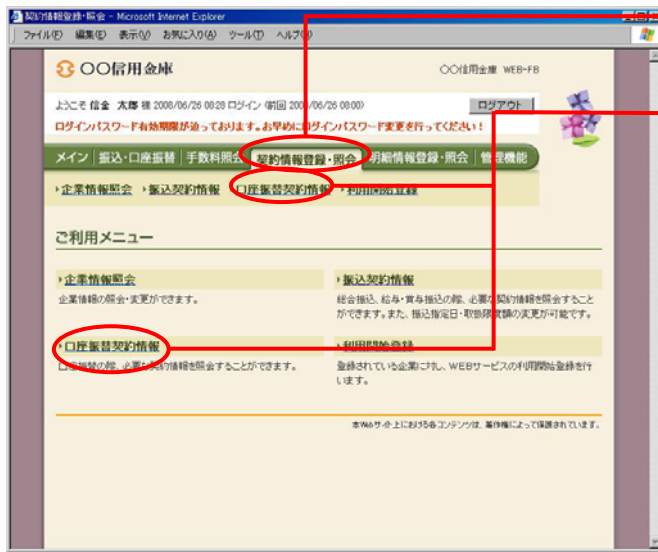 契約情報登録・照会 - Microsoft Internet Explorer
ファイル(F) 編集(E) 表示(V) お気に入り(A) ツール(T) ヘルプ(H)
〇〇信用金庫
〇〇信用金庫 WEB-FB
ようこそ 信金 太郎 様 2008/06/26 08:28 ログイン (前回 2008/06/26 08:00)
ログアウト
ログインパスワード有効期限が迫っております。お早めにログインパスワード変更を行ってください!
メイン 振込・口座振替 手数料照会 契約情報登録・照会 明細情報登録・照会 管理機能
企業情報照会 振込契約情報 口座振替契約情報 利用開始登録
ご利用メニュー
企業情報照会
企業情報の照会・変更ができます。
振込契約情報
総合振込、給与・賞与振込の際、必要な契約情報を照会すること
ができます。また、振込指定日・取扱限度額の変更が可能です。
口座振替契約情報
口座振替の際、必要な契約情報を照会することができます。
利用開始登録
登録されている企業に対し、WEBサービスの利用開始登録を行
います。
本Webサイト上における各コンテンツは、著作権によって保護されています。